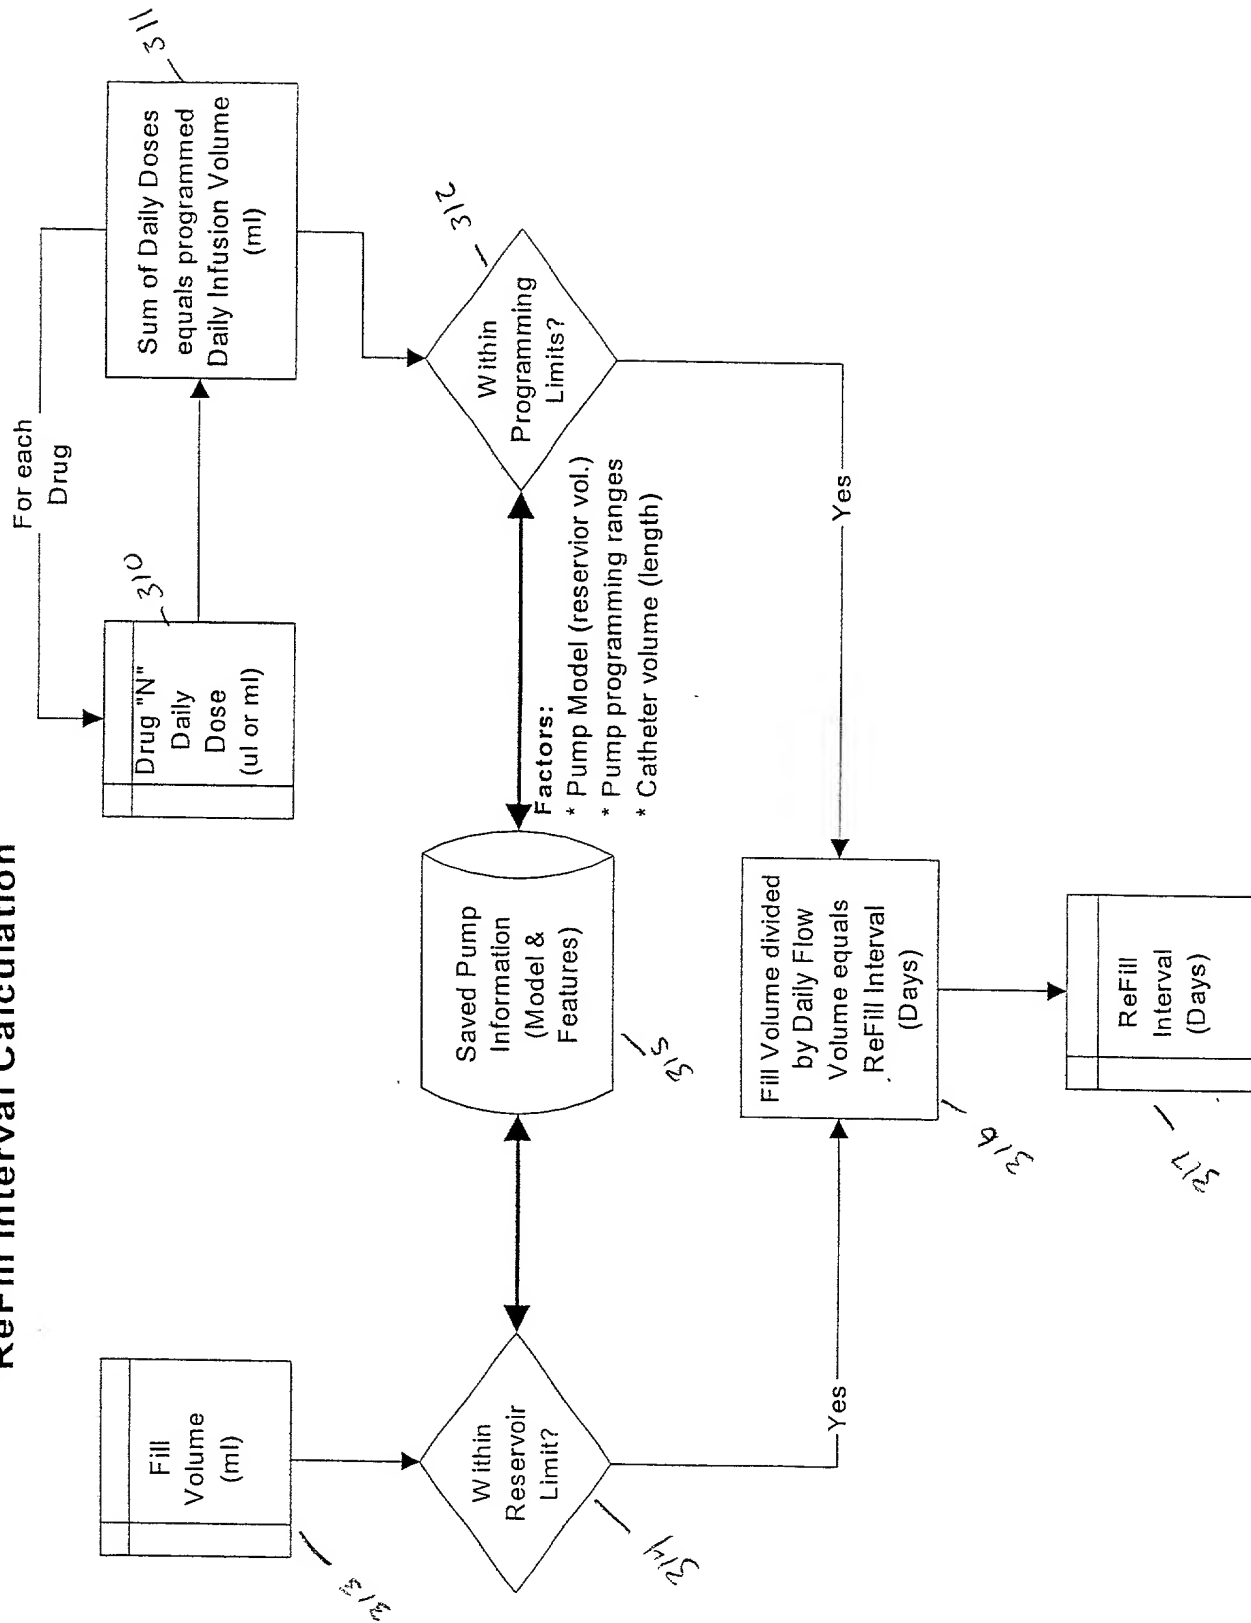 ReFill Interval Calculation
Fill
Volume
(ml)
313
Within
Reservoir
Limit?
314
Yes
Saved Pump
Information
(Model &
Features)
315
Factors:
* Pump Model (reservior vol.)
* Pump programming ranges
* Catheter volume (length)
For each
Drug
Drug "N"
Daily
Dose
(ul or ml)
310
Sum of Daily Doses
equals programmed
Daily Infusion Volume
(ml)
311
Within
Programming
Limits?
312
Yes
Fill Volume divided
by Daily Flow
Volume equals
ReFill Interval
(Days)
316
ReFill
Interval
(Days)
317